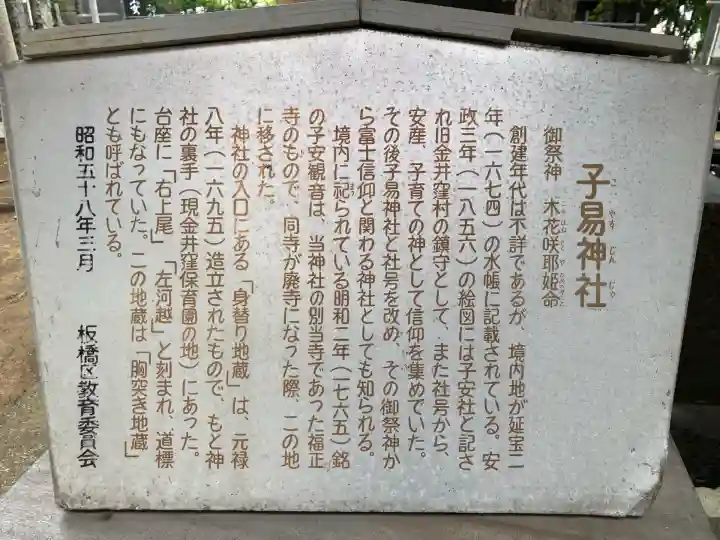 子易神社
こ やす じん じゃ
御祭神 木花咲耶姫命
創建年代は不詳であるが、境内地が延宝二
年(一六七四)の水帳に記載されている。安
政三年(一八五六)の絵図には子安社と記さ
れ旧金井窪村の鎮守として、また社号から、
安産、子育ての神として信仰を集めていた。
その後子易神社と社号を改め、その御祭神か
ら富士信仰と関わる神社としても知られる。
境内に祀られている明和二年(一七六五)銘
の子安観音は、当神社の別当寺であった福正
寺のもので、同寺が廃寺になった際、この地
に移された。
神社の入口にある「身替り地蔵」は、元禄
八年(一六九五)造立されたもので、もと神
社の裏手(現金井窪保育園の地)にあった。
台座に「右上尾」「左河越」と刻まれ、道標
にもなっていた。この地蔵は「胸突き地蔵」
とも呼ばれている。
昭和五十八年三月 板橋区教育委員会